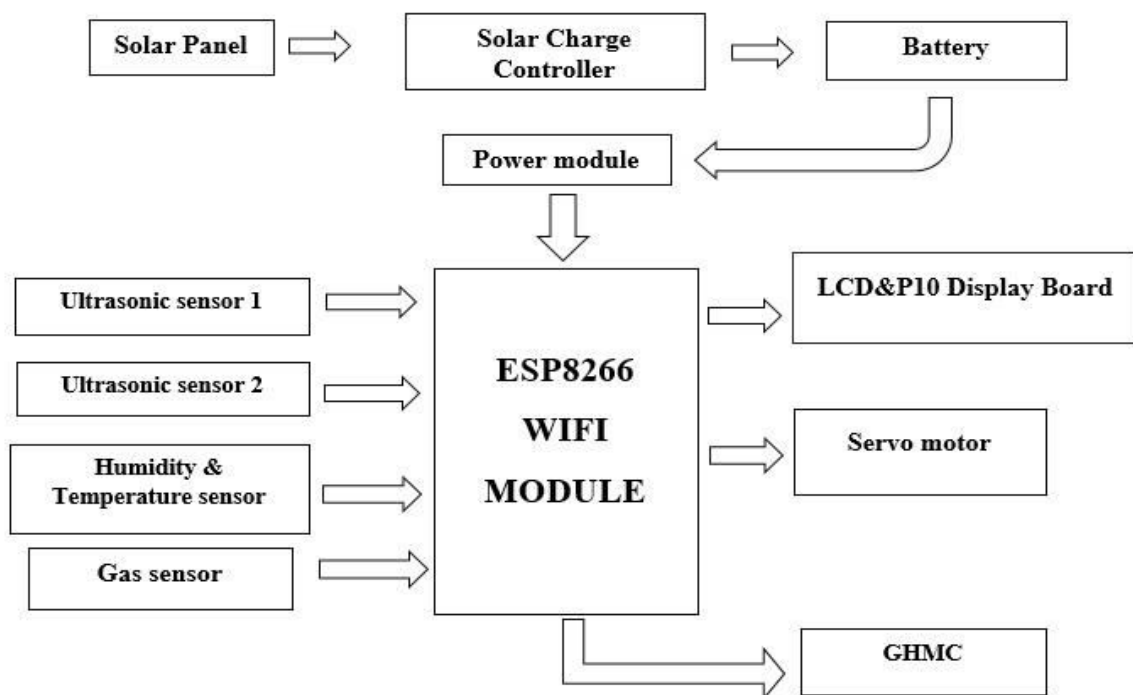 Solar Panel
Solar Charge
Controller
Battery
Power module
Ultrasonic sensor 1
Ultrasonic sensor 2
Humidity &
Temperature sensor
Gas sensor
ESP8266
WIFI
MODULE
LCD&P10 Display Board
Servo motor
GHMC